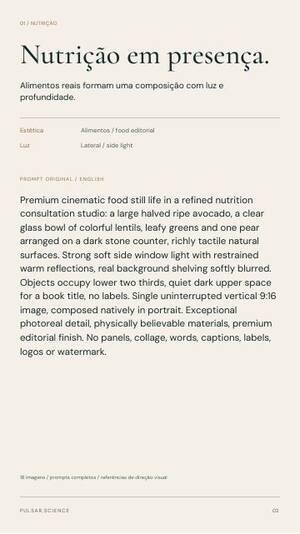 01 / NUTRIÇÃO
Nutrição em presença.
Alimentos reais formam uma composição com luz e
profundidade.
Estética Alimentos / food editorial
Luz Lateral / side light
PROMPT ORIGINAL / ENGLISH
Premium cinematic food still life in a refined nutrition
consultation studio: a large halved ripe avocado, a clear
glass bowl of colorful lentils, leafy greens and one pear
arranged on a dark stone counter, richly tactile natural
surfaces. Strong soft side window light with restrained
warm reflections, real background shelving softly blurred.
Objects occupy lower two thirds, quiet dark upper space
for a book title, no labels. Single uninterrupted vertical 9:16
image, composed natively in portrait. Exceptional
photoreal detail, physically believable materials, premium
editorial finish. No panels, collage, words, captions, labels,
logos or watermark.
18 imagens / prompts completos / referências de direção visual
PULSAR.SCIENCE 03